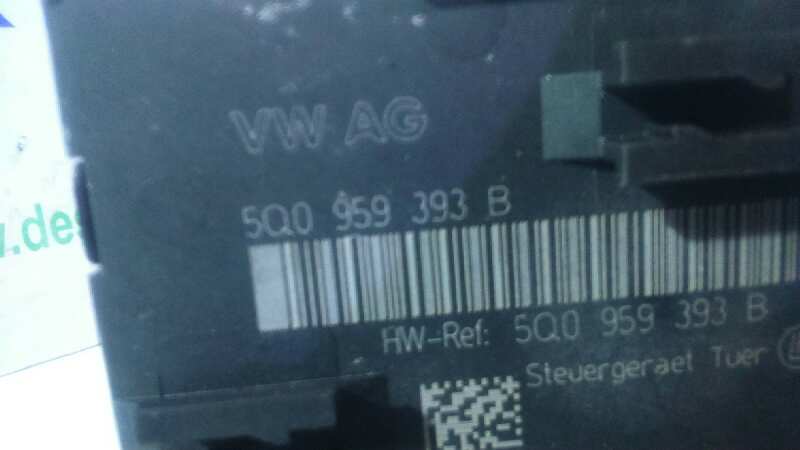 VW AG
5Q0 959 393 B
HW-Ref: 5Q0 959 393 B
Steuergeraet Tuer